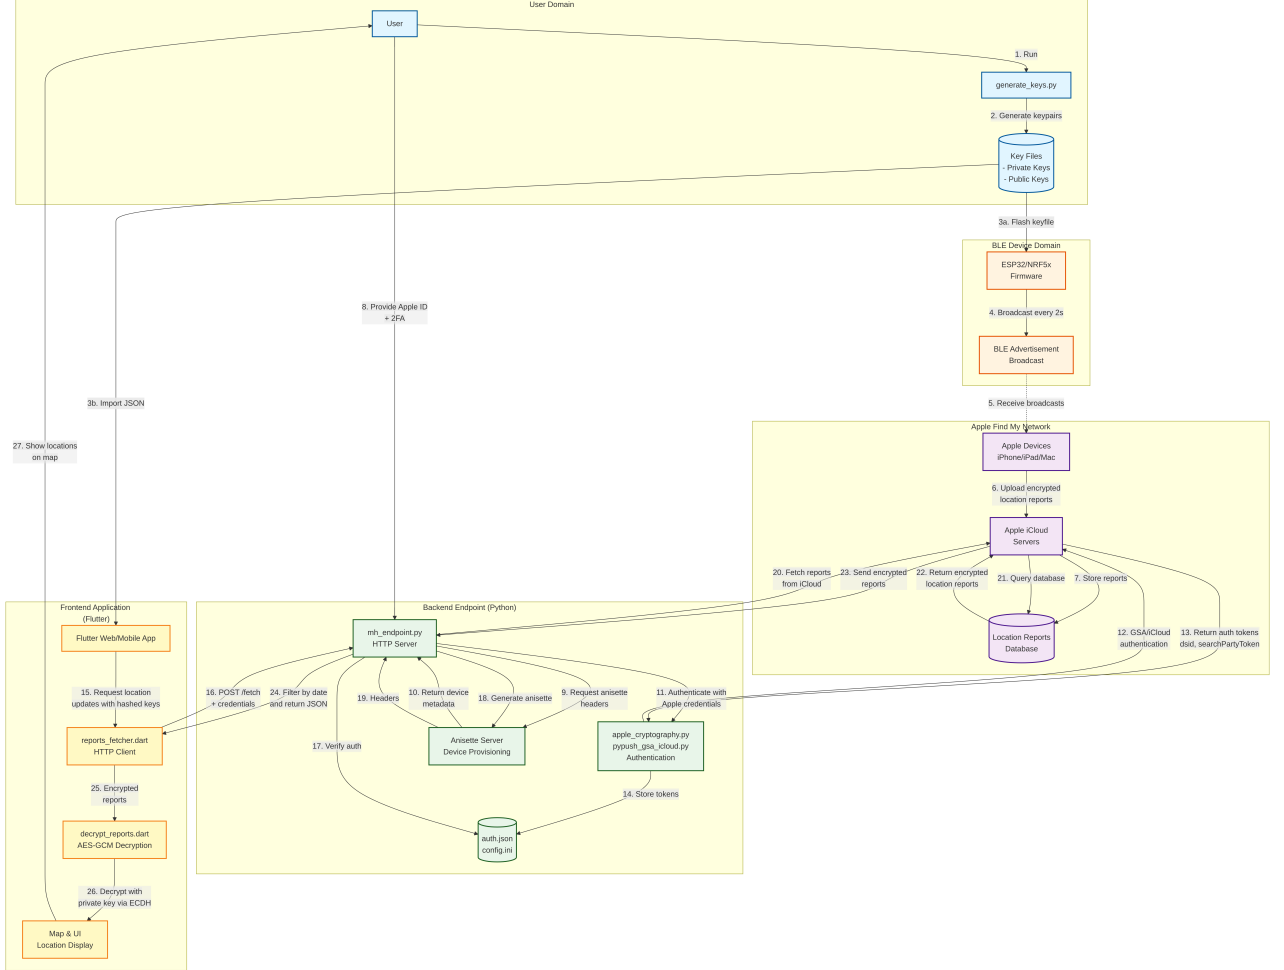 User Domain
User
1. Run
generate_keys.py
2. Generate keypairs
Key Files
- Private Keys
- Public Keys
3a. Flash keyfile
BLE Device Domain
ESP32/NRF5x
Firmware
8. Provide Apple ID
+ 2FA
4. Broadcast every 2s
BLE Advertisement
Broadcast
3b. Import JSON
5. Receive broadcasts
27. Show locations
on map
Apple Find My Network
Apple Devices
iPhone/iPad/Mac
6. Upload encrypted
location reports
Apple iCloud
Servers
20. Fetch reports
from iCloud
23. Send encrypted
reports
22. Return encrypted
location reports
21. Query database
7. Store reports
Location Reports
Database
12. GSA/iCloud
authentication
13. Return auth tokens
dsid, searchPartyToken
Frontend Application
(Flutter)
Flutter Web/Mobile App
15. Request location
updates with hashed keys
reports_fetcher.dart
HTTP Client
25. Encrypted
reports
decrypt_reports.dart
AES-GCM Decryption
26. Decrypt with
private key via ECDH
Map & UI
Location Display
Backend Endpoint (Python)
mh_endpoint.py
HTTP Server
16. POST /fetch
+ credentials
24. Filter by date
and return JSON
19. Headers
10. Return device
metadata
18. Generate anisette
9. Request anisette
headers
11. Authenticate with
Apple credentials
17. Verify auth
Anisette Server
Device Provisioning
apple_cryptography.py
pypush_gsa_icloud.py
Authentication
14. Store tokens
auth.json
config.ini